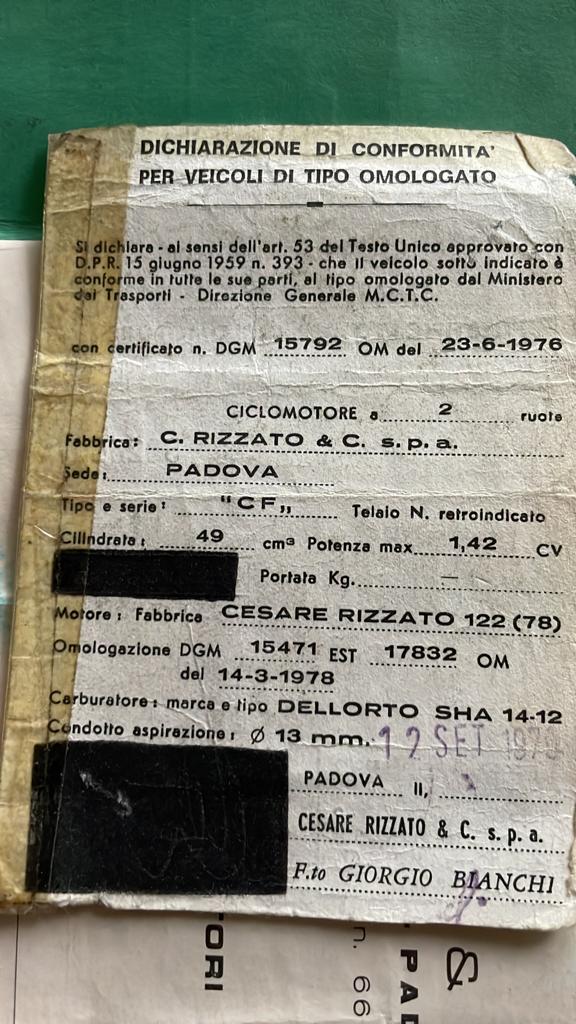 DICHIARAZIONE DI CONFORMITA'
PER VEICOLI DI TIPO OMOLOGATO
Si dichiara - ai sensi dell'art. 53 del Testo Unico approvato con
D.P.R. 15 giugno 1959 n. 393 - che il veicolo sotto indicato è
conforme in tutte le sue parti, al tipo omologato dal Ministero
dei Trasporti - Direzione Generale M.C.T.C.
con certificato n. DGM 15792 OM del 23-6-1976
CICLOMOTORE a 2 ruote
Fabbrica: C. RIZZATO & C. s.p.a.
Sede: PADOVA
Tipo e serie: "CF„ Telaio N. retroindicato
Cilindrata: 49 cm³ Potenza max 1,42 CV
Portata Kg. —
Motore: Fabbrica CESARE RIZZATO 122 (78)
Omologazione DGM 15471 EST 17832 OM
del 14-3-1978
Carburatore: marca e tipo DELLORTO SHA 14-12
Condotto aspirazione: Ø 13 mm.
12 SET
PADOVA li,
CESARE RIZZATO & C. s.p.a.
F.to GIORGIO BIANCHI
TORI
n. 66
PAD
Ø